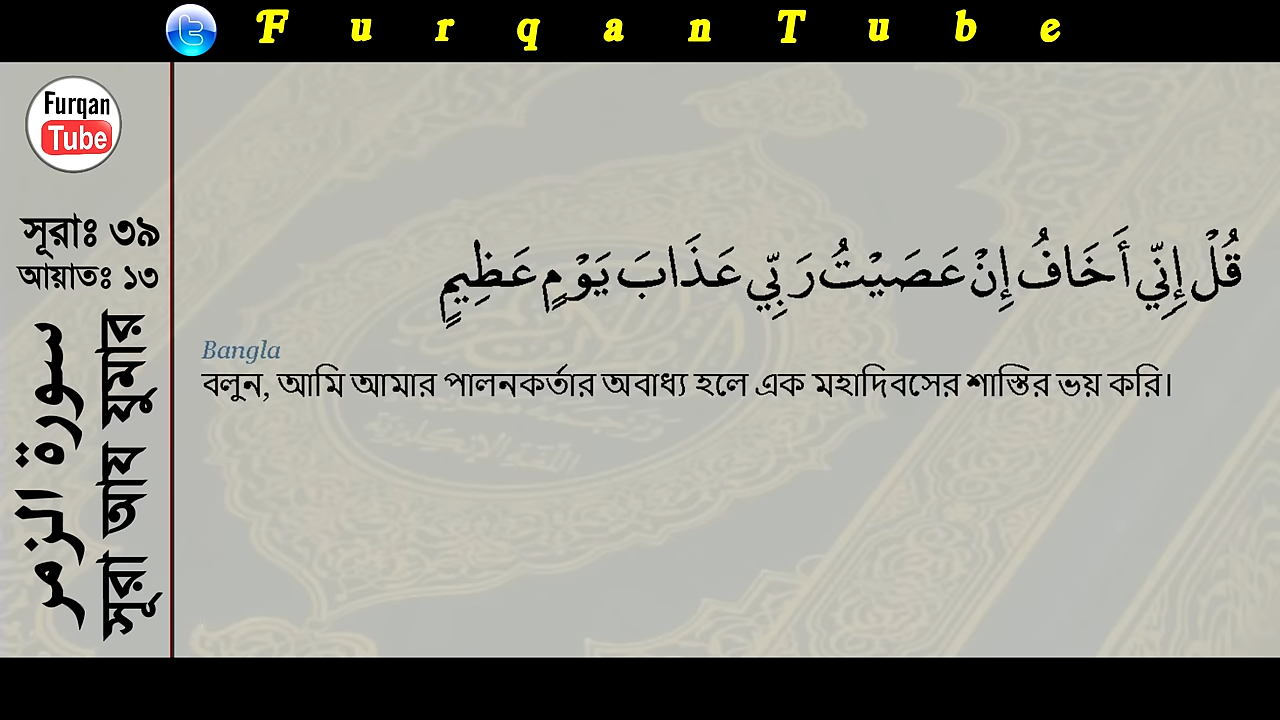 FurqanTube
Furqan
Tube
সূরাঃ ৩৯
আয়াতঃ ১৩
سورة الزمر
সূরা আয যুমার
قُلْ إِنِّي أَخَافُ إِنْ عَصَيْتُ رَبِّي عَذَابَ يَوْمٍ عَظِيمٍ
Bangla
বলুন, আমি আমার পালনকর্তার অবাধ্য হলে এক মহাদিবসের শাস্তির ভয় করি।